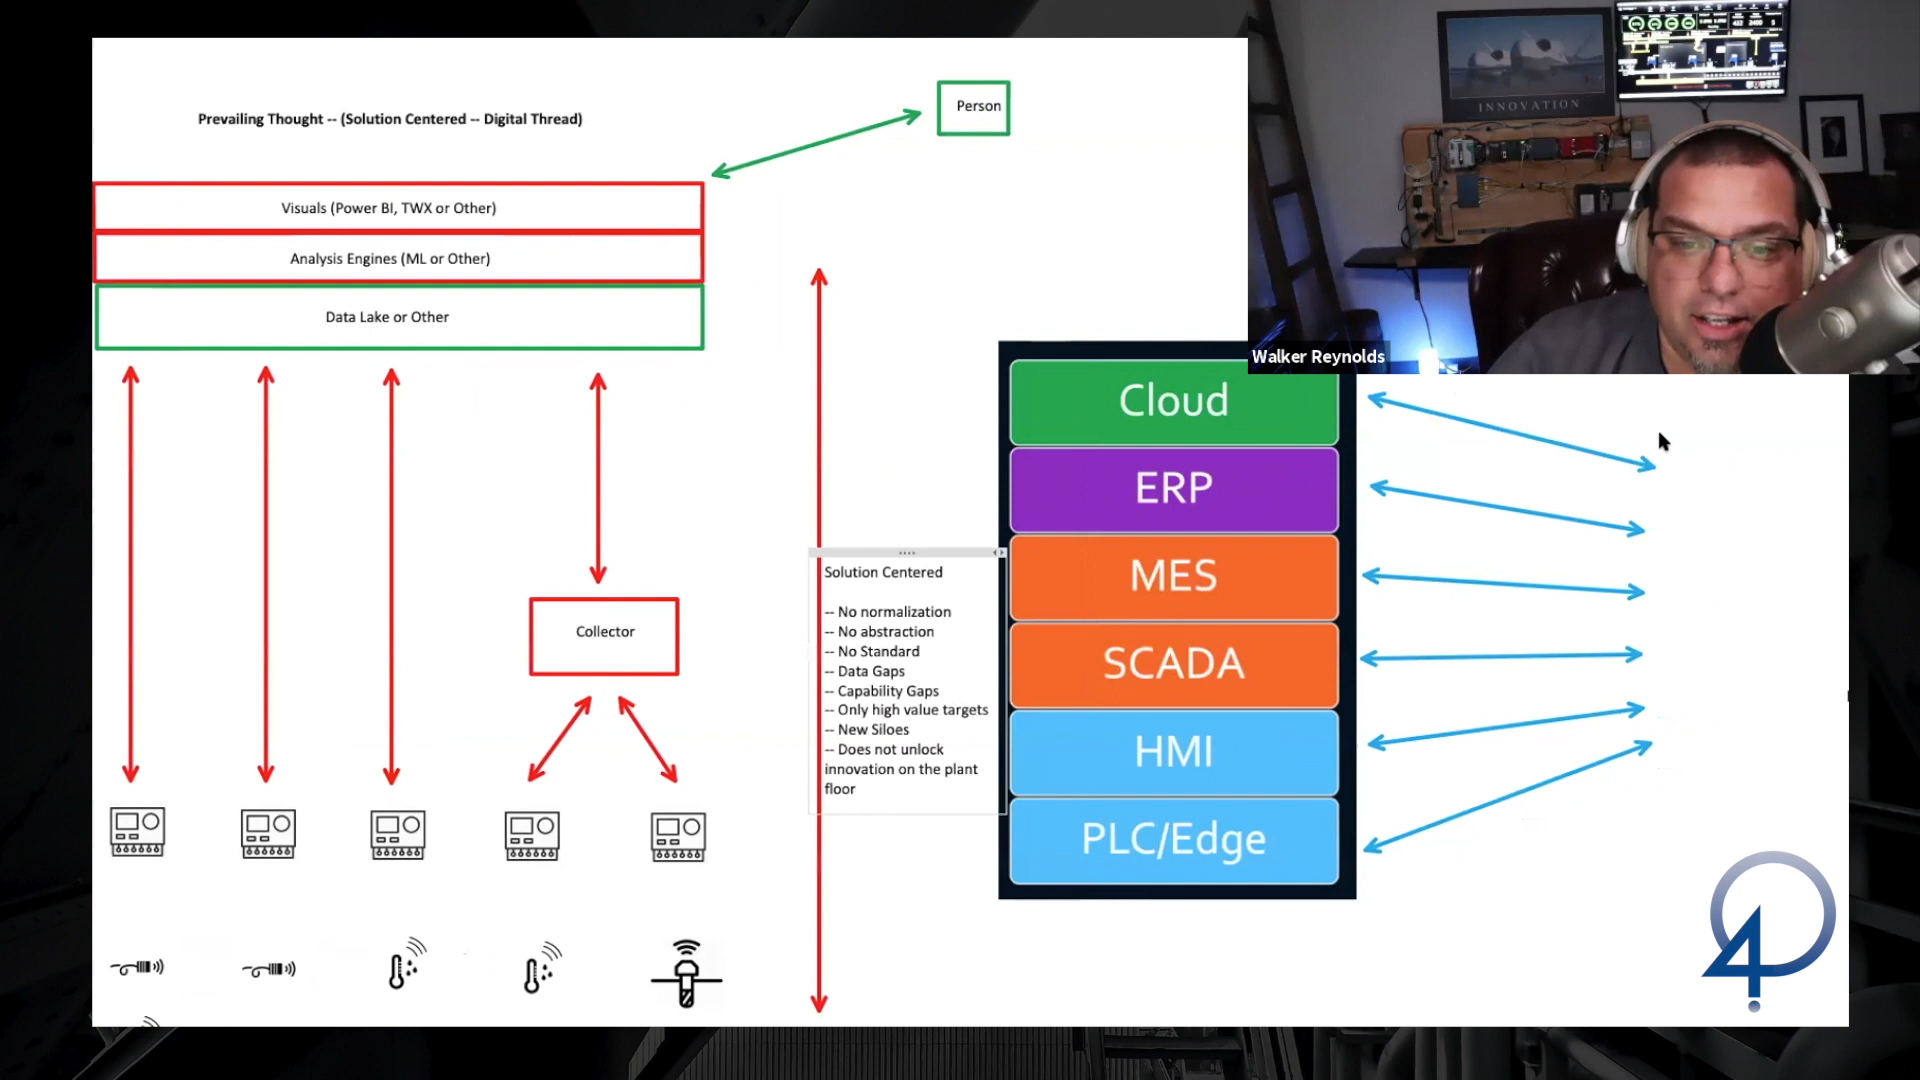 Prevailing Thought -- (Solution Centered -- Digital Thread)
Person
Visuals (Power BI, TWX or Other)
Analysis Engines (ML or Other)
Data Lake or Other
Collector
Solution Centered
-- No normalization
-- No abstraction
-- No Standard
-- Data Gaps
-- Capability Gaps
-- Only high value targets
-- New Siloes
-- Does not unlock
innovation on the plant
floor
Cloud
ERP
MES
SCADA
HMI
PLC/Edge
INNOVATION
Walker Reynolds
4